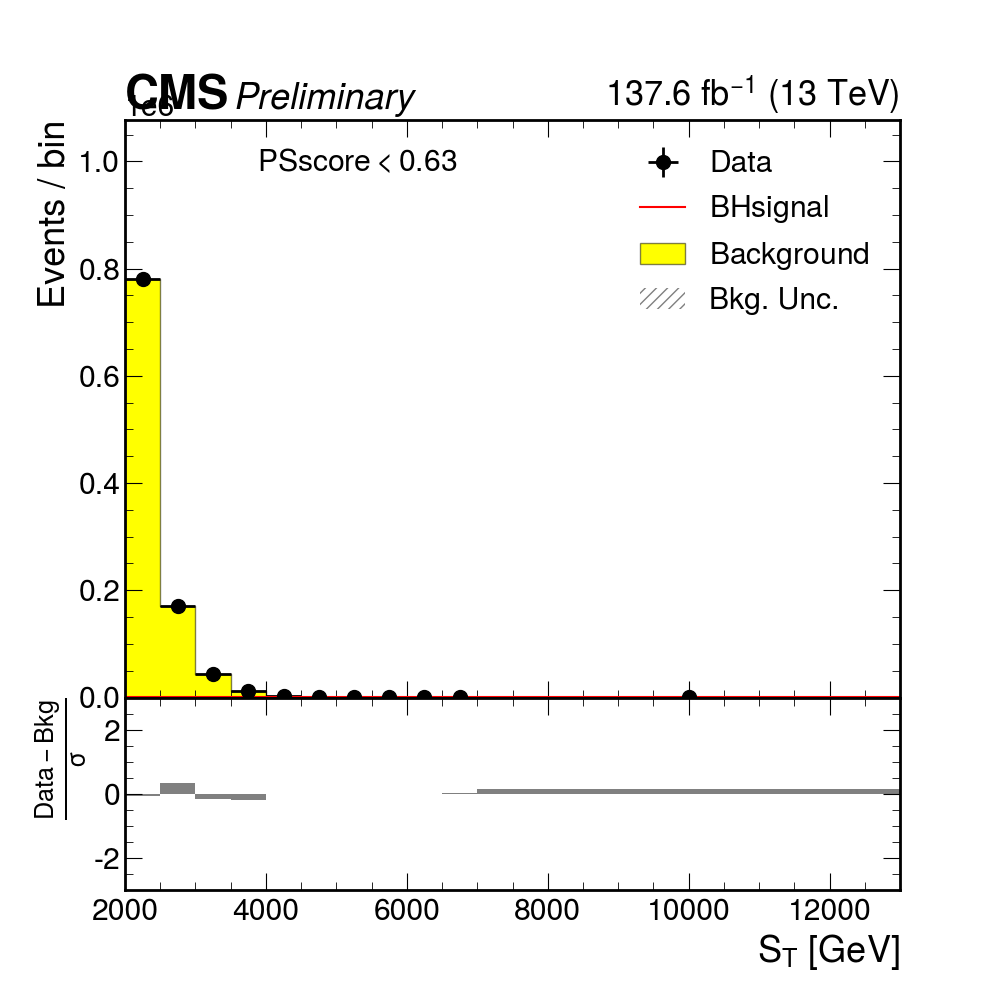 CMS Preliminary 137.6 fb⁻¹ (13 TeV)
1e6
Events / bin
PSscore < 0.63
Data
BHsignal
Background
Bkg. Unc.
1.0
0.8
0.6
0.4
0.2
0.0
Data – Bkg
σ
2
0
-2
2000 4000 6000 8000 10000 12000
S_T [GeV]